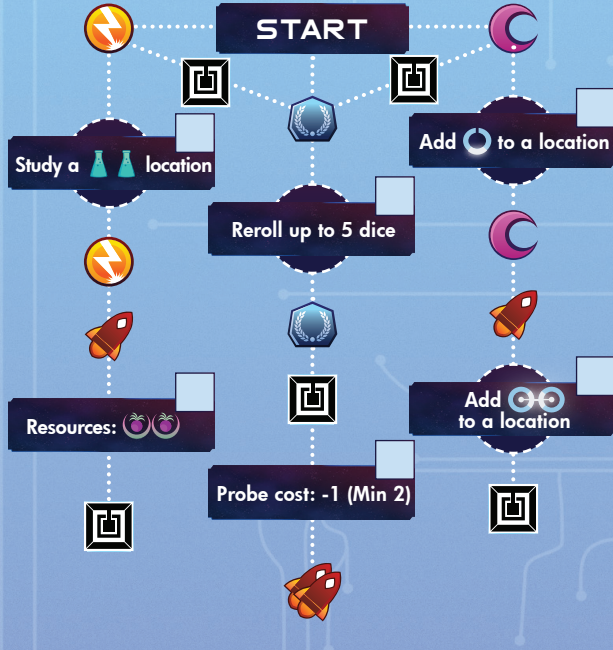 START
Study a location
Add to a location
Reroll up to 5 dice
Resources:
Add
to a location
Probe cost: -1 (Min 2)